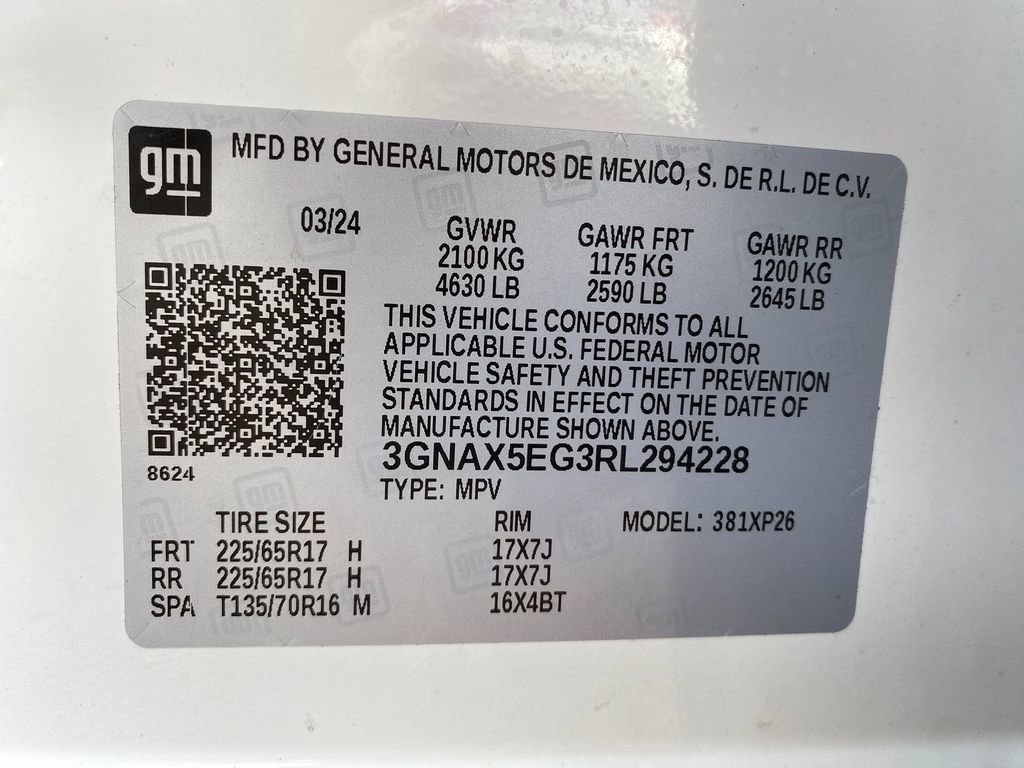 gm
MFD BY GENERAL MOTORS DE MEXICO, S. DE R.L. DE C.V.
03/24
GVWR GAWR FRT GAWR RR
2100 KG 1175 KG 1200 KG
4630 LB 2590 LB 2645 LB
THIS VEHICLE CONFORMS TO ALL
APPLICABLE U.S. FEDERAL MOTOR
VEHICLE SAFETY AND THEFT PREVENTION
STANDARDS IN EFFECT ON THE DATE OF
MANUFACTURE SHOWN ABOVE.
8624
3GNAX5EG3RL294228
TYPE: MPV
TIRE SIZE RIM MODEL: 381XP26
FRT 225/65R17 H 17X7J
RR 225/65R17 H 17X7J
SPA T135/70R16 M 16X4BT